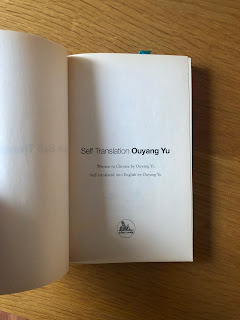 Self Translation Ouyang Yu
Written in Chinese by Ouyang Yu
Self-translated into English by Ouyang Yu